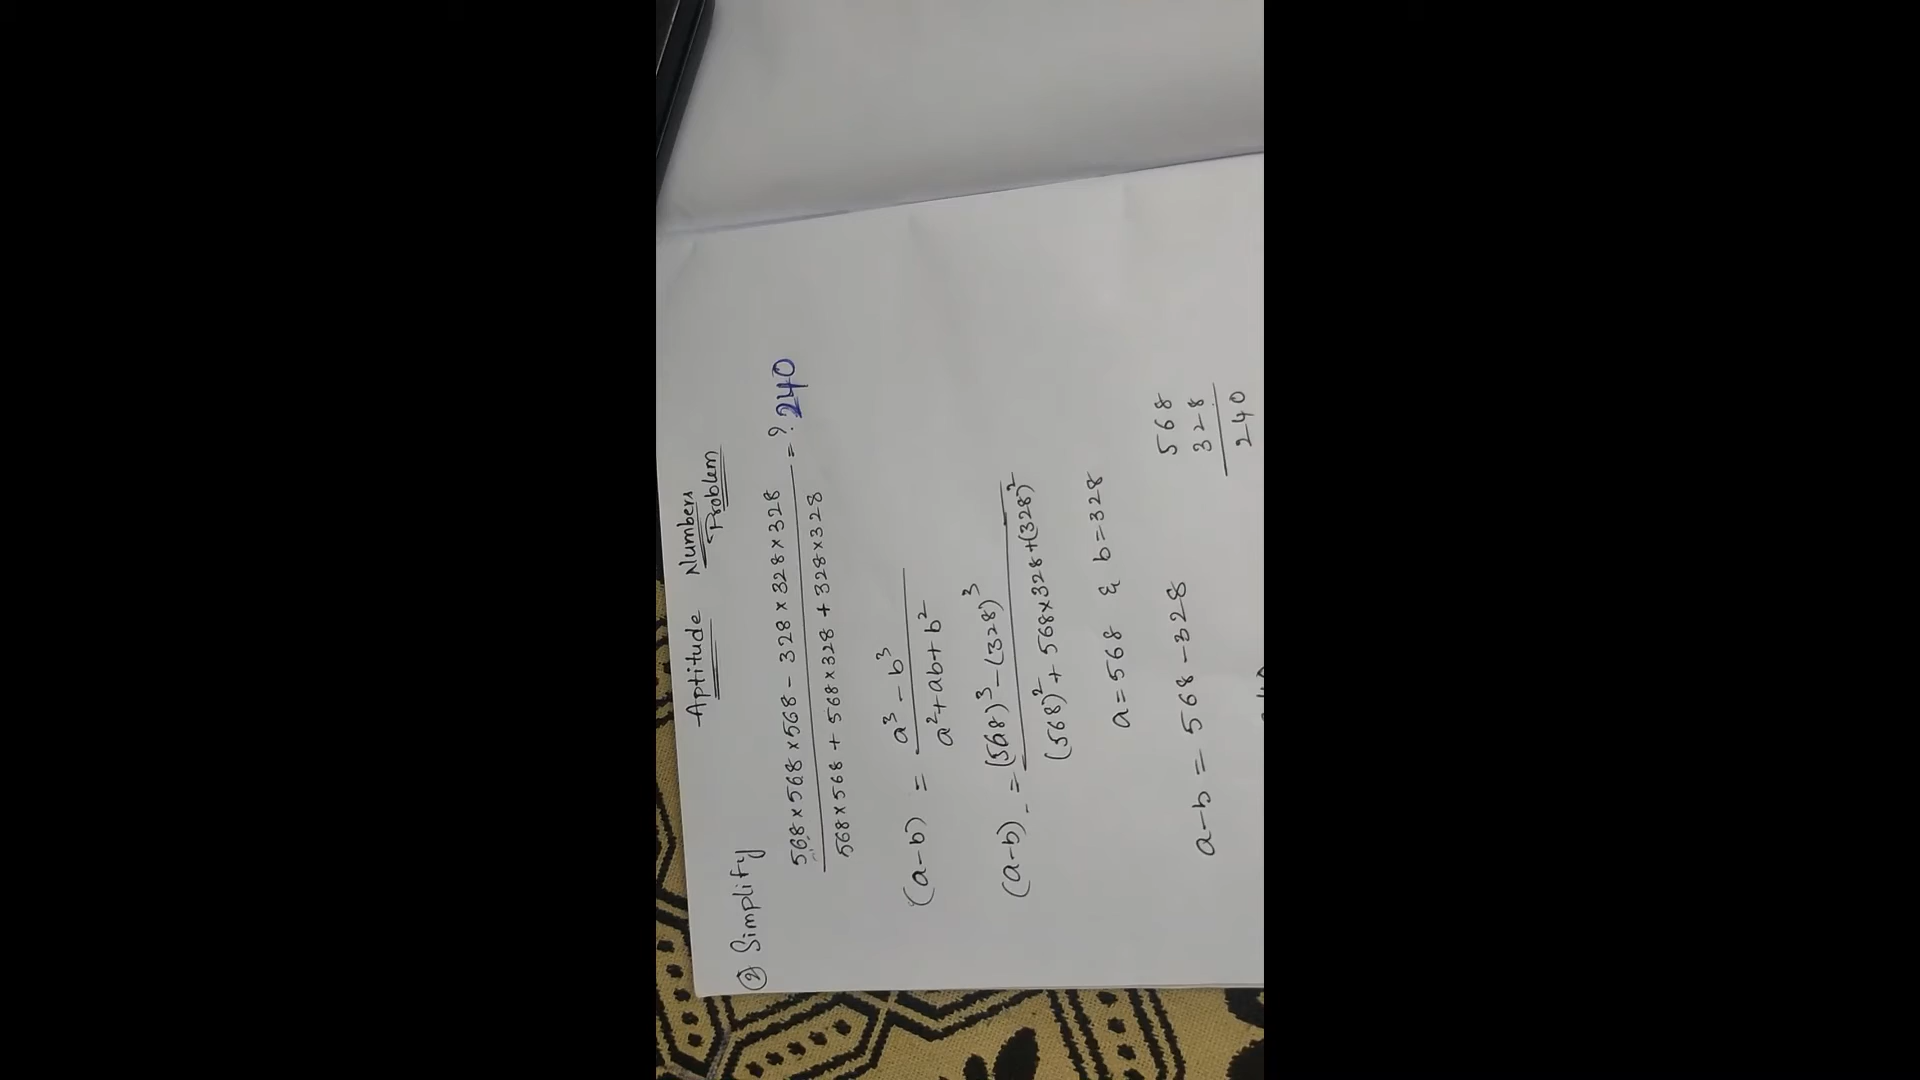 Aptitude Numbers Problem
② Simplify
568×568×568 - 328×328×328 / 568×568 + 568×328 + 328×328 = ? 240
(a-b) = a³ - b³ / a² + ab + b²
(a-b) = (568)³ - (328)³ / (568)² + 568×328 + (328)²
a = 568 & b = 328
a - b = 568 - 328
568
328
240